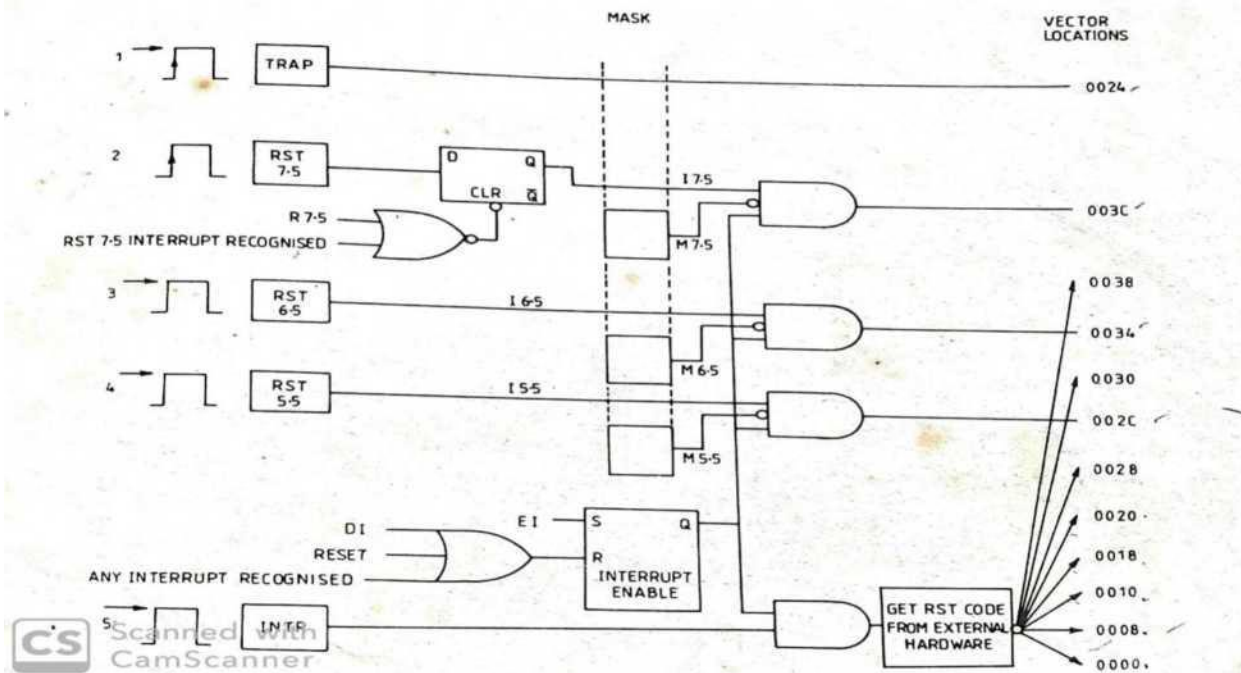 MASK
VECTOR
LOCATIONS
1
TRAP
0024
2
RST
7.5
D Q
CLR Q̅
I 7.5
003C
R 7.5
RST 7.5 INTERRUPT RECOGNISED
M 7.5
3
RST
6.5
I 6.5
0038
0034
M 6.5
4
RST
5.5
I 5.5
0030
002C
M 5.5
0028
DI
EI
S Q
0020
RESET
R
0018
ANY INTERRUPT RECOGNISED
INTERRUPT
ENABLE
0010
5
INTR
GET RST CODE
FROM EXTERNAL
HARDWARE
0008
0000
CS
Scanned with
CamScanner